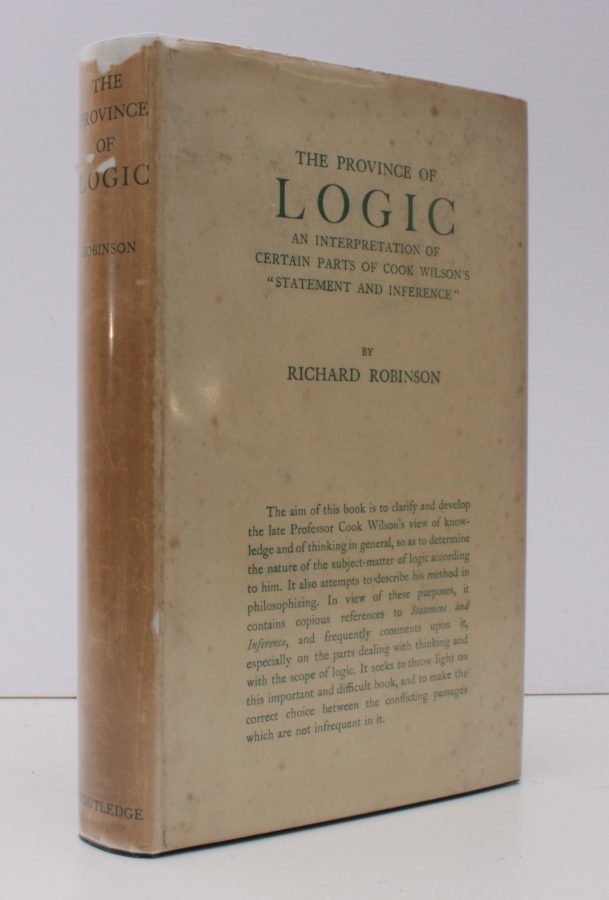 THE
PROVINCE
OF
LOGIC
ROBINSON
ROUTLEDGE
THE PROVINCE OF
LOGIC
AN INTERPRETATION OF
CERTAIN PARTS OF COOK WILSON'S
"STATEMENT AND INFERENCE"
BY
RICHARD ROBINSON
The aim of this book is to clarify and develop
the late Professor Cook Wilson's view of know-
ledge and of thinking in general, so as to determine
the nature of the subject-matter of logic according
to him. It also attempts to describe his method in
philosophizing. In view of these purposes, it
contains copious references to Statement and
Inference, and frequently comments upon it,
especially on the parts dealing with thinking and
with the scope of logic. It seeks to throw light on
this important and difficult book, and to make the
correct choice between the conflicting passages
which are not infrequent in it.